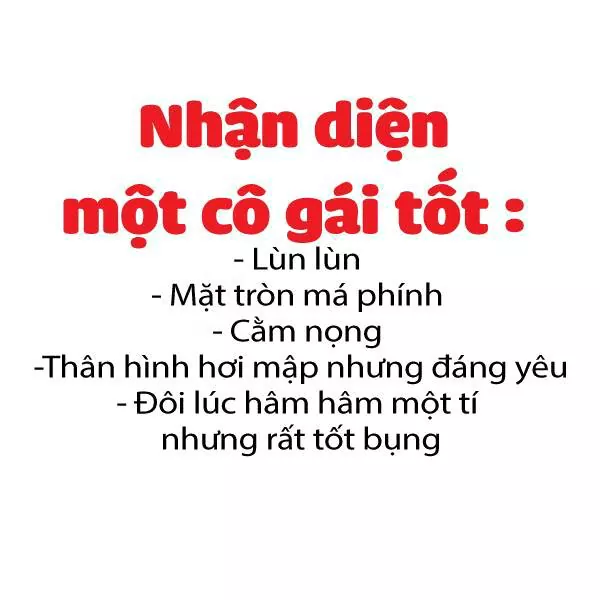 Nhận diện
một cô gái tốt :
- Lùn lùn
- Mặt tròn má phính
- Cằm nọng
-Thân hình hơi mập nhưng đáng yêu
- Đôi lúc hâm hâm một tí
nhưng rất tốt bụng